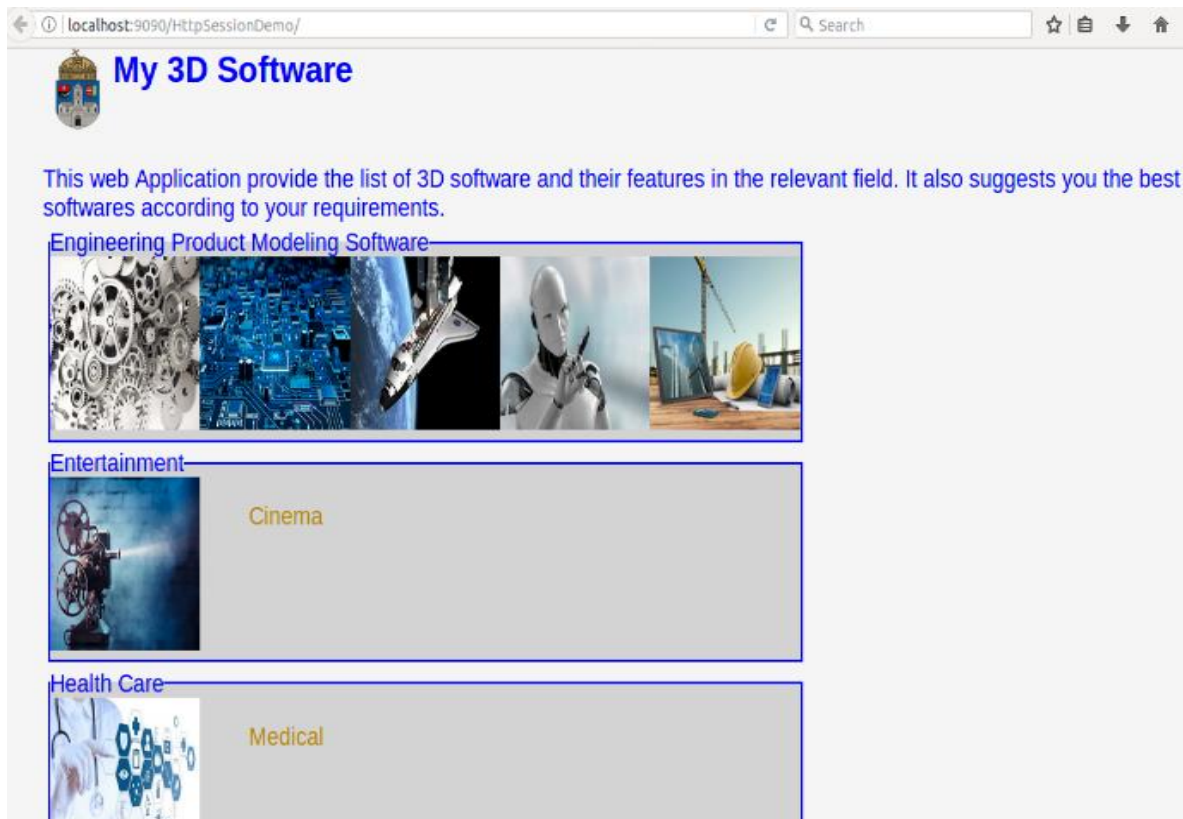 localhost:9090/HttpSessionDemo/
Search
My 3D Software
This web Application provide the list of 3D software and their features in the relevant field. It also suggests you the best
softwares according to your requirements.
Engineering Product Modeling Software
Entertainment
Cinema
Health Care
Medical